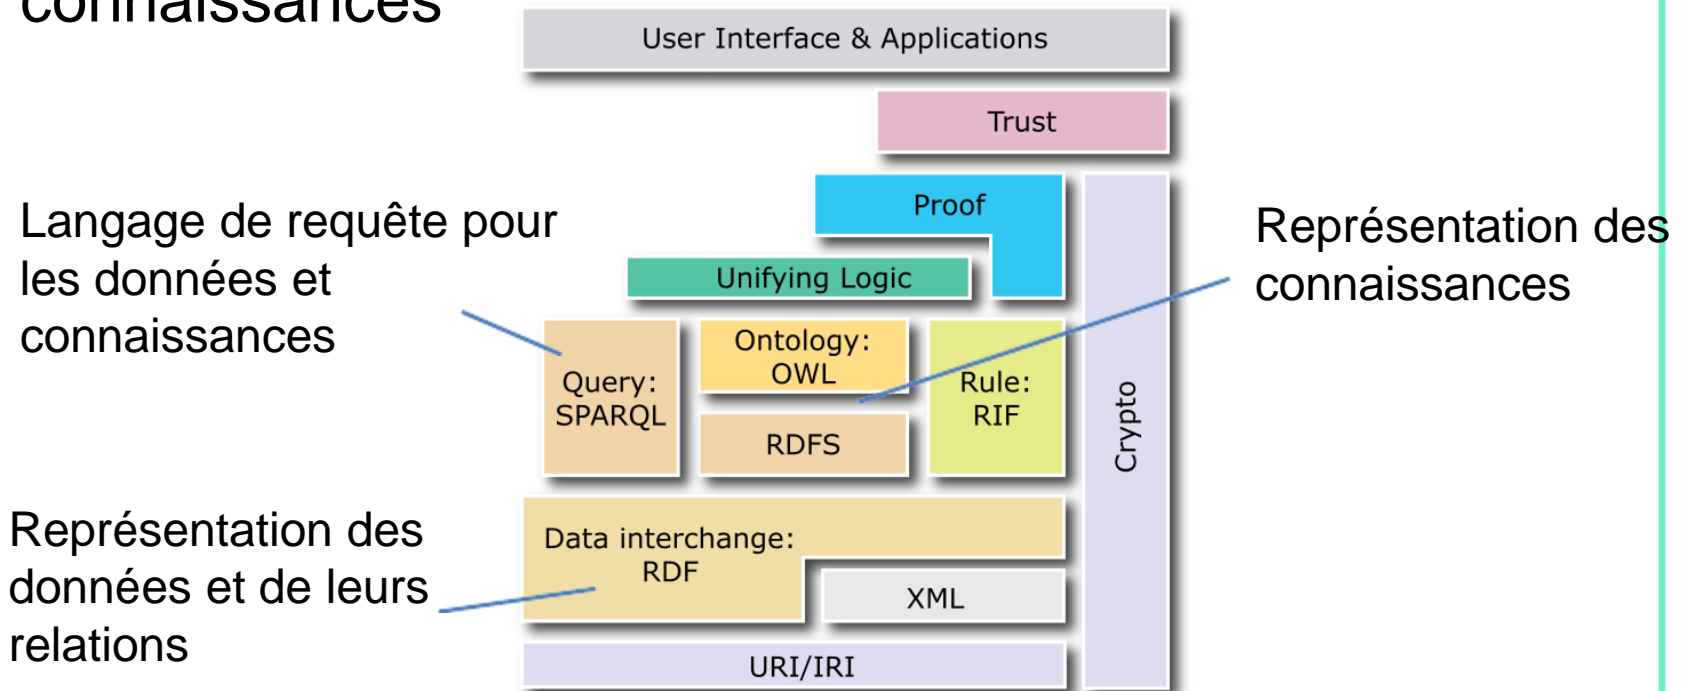 connaissances
User Interface & Applications
Trust
Proof
Langage de requête pour
les données et
connaissances
Représentation des
connaissances
Unifying Logic
Query:
SPARQL
Ontology:
OWL
RDFS
Rule:
RIF
Crypto
Représentation des
données et de leurs
relations
Data interchange:
RDF
XML
URI/IRI